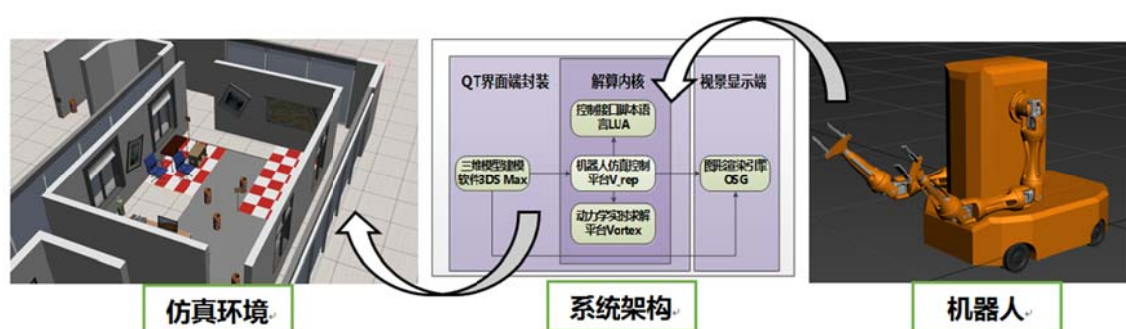 QT界面端封装
解算内核
视景显示端
控制接口脚本语
言LUA
三维模型建模
软件3DS Max
机器人仿真控制
平台V_rep
图形渲染引擎
OSG
动力学实时求解
平台Vortex
仿真环境
系统架构
机器人